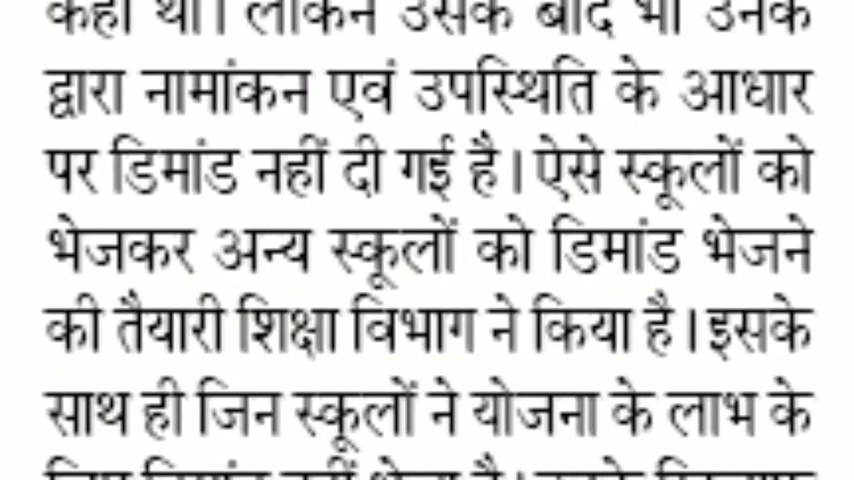 कहा था। लेकिन उसके बाद भी उनके
द्वारा नामांकन एवं उपस्थिति के आधार
पर डिमांड नहीं दी गई है। ऐसे स्कूलों को
भेजकर अन्य स्कूलों को डिमांड भेजने
की तैयारी शिक्षा विभाग ने किया है। इसके
साथ ही जिन स्कूलों ने योजना के लाभ के